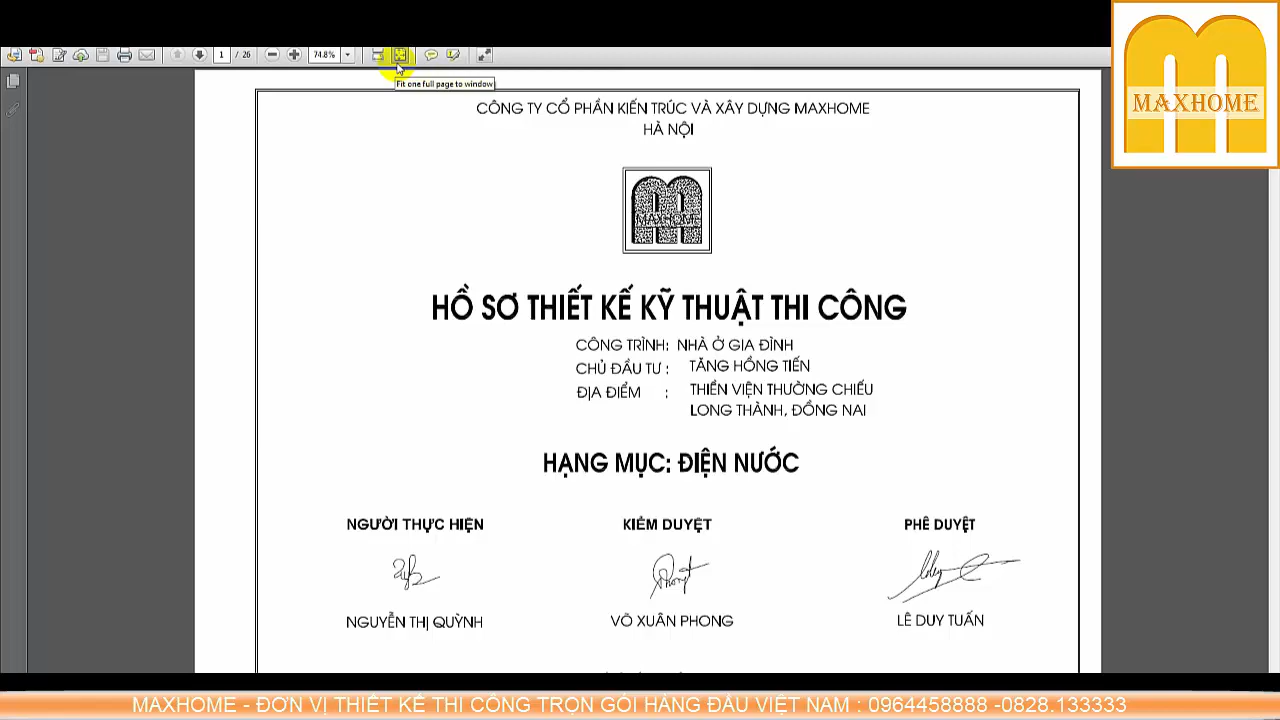 1 / 26
74.8%
Fit one full page to window
MAXHOME
CÔNG TY CỔ PHẦN KIẾN TRÚC VÀ XÂY DỰNG MAXHOME
HÀ NỘI
MAXHOME
HỒ SƠ THIẾT KẾ KỸ THUẬT THI CÔNG
CÔNG TRÌNH: NHÀ Ở GIA ĐÌNH
CHỦ ĐẦU TƯ : TĂNG HỒNG TIẾN
ĐỊA ĐIỂM : THIỀN VIỆN THƯỜNG CHIẾU
LONG THÀNH, ĐỒNG NAI
HẠNG MỤC: ĐIỆN NƯỚC
NGƯỜI THỰC HIỆN KIỂM DUYỆT PHÊ DUYỆT
NGUYỄN THỊ QUỲNH VÕ XUÂN PHONG LÊ DUY TUẤN
MAXHOME - ĐƠN VỊ THIẾT KẾ THI CÔNG TRỌN GÓI HÀNG ĐẦU VIỆT NAM : 0964458888 -0828.133333